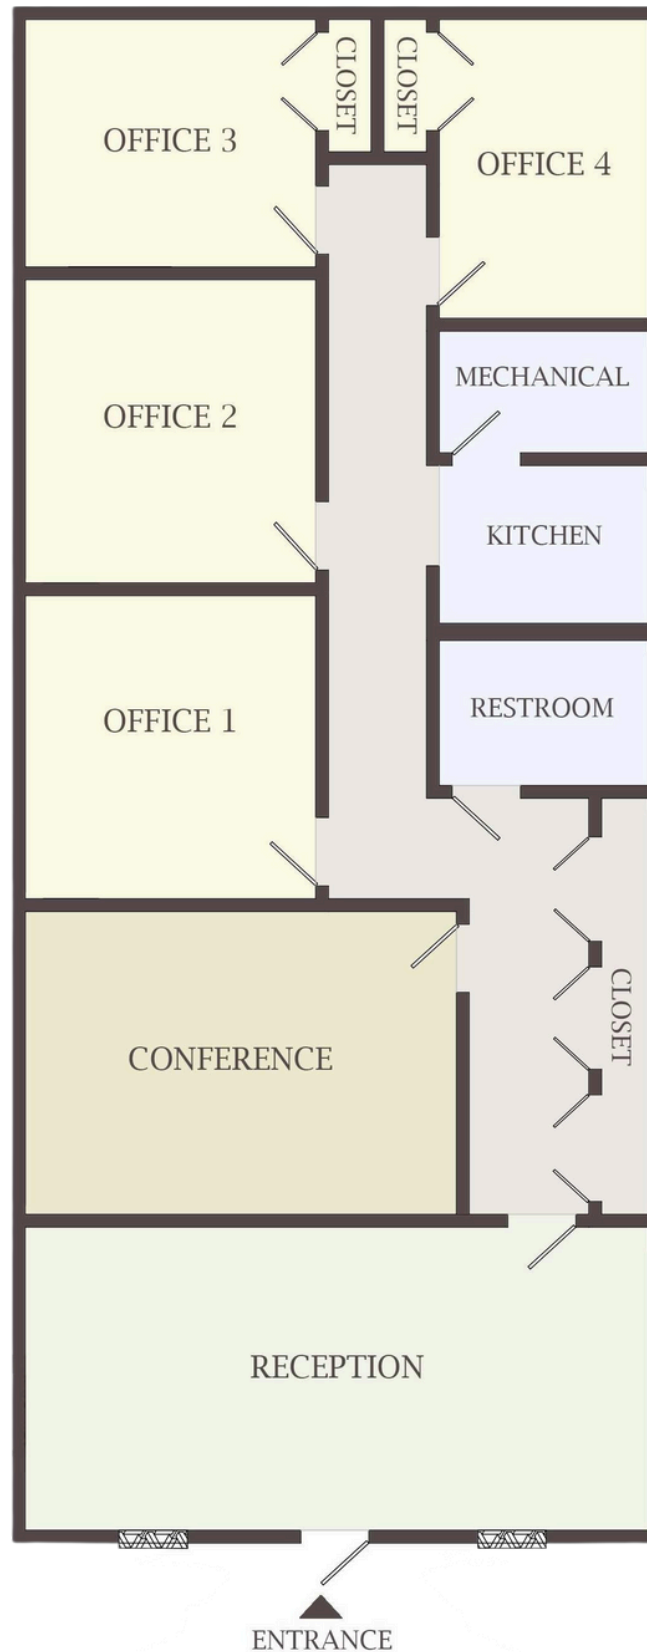 OFFICE 3
CLOSET
CLOSET
OFFICE 4
OFFICE 2
MECHANICAL
KITCHEN
OFFICE 1
RESTROOM
CONFERENCE
CLOSET
RECEPTION
ENTRANCE